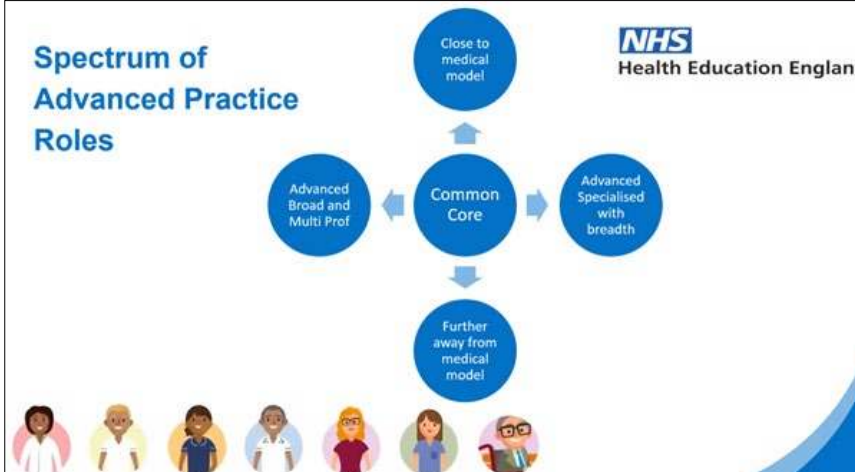 Spectrum of
Advanced Practice
Roles
NHS
Health Education Englan
Close to
medical
model
Advanced
Broad and
Multi Prof
Common
Core
Advanced
Specialised
with
breadth
Further
away from
medical
model